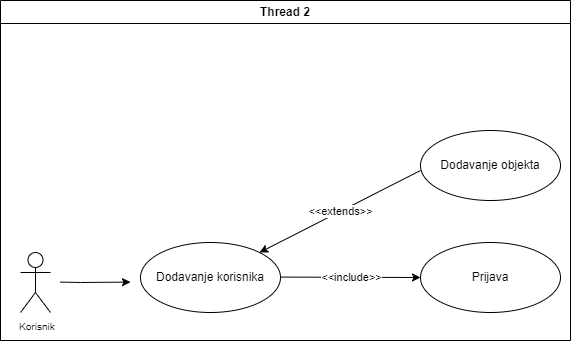 Thread 2
Dodavanje objekta
<<extends>>
Dodavanje korisnika
<<include>>
Prijava
Korisnik